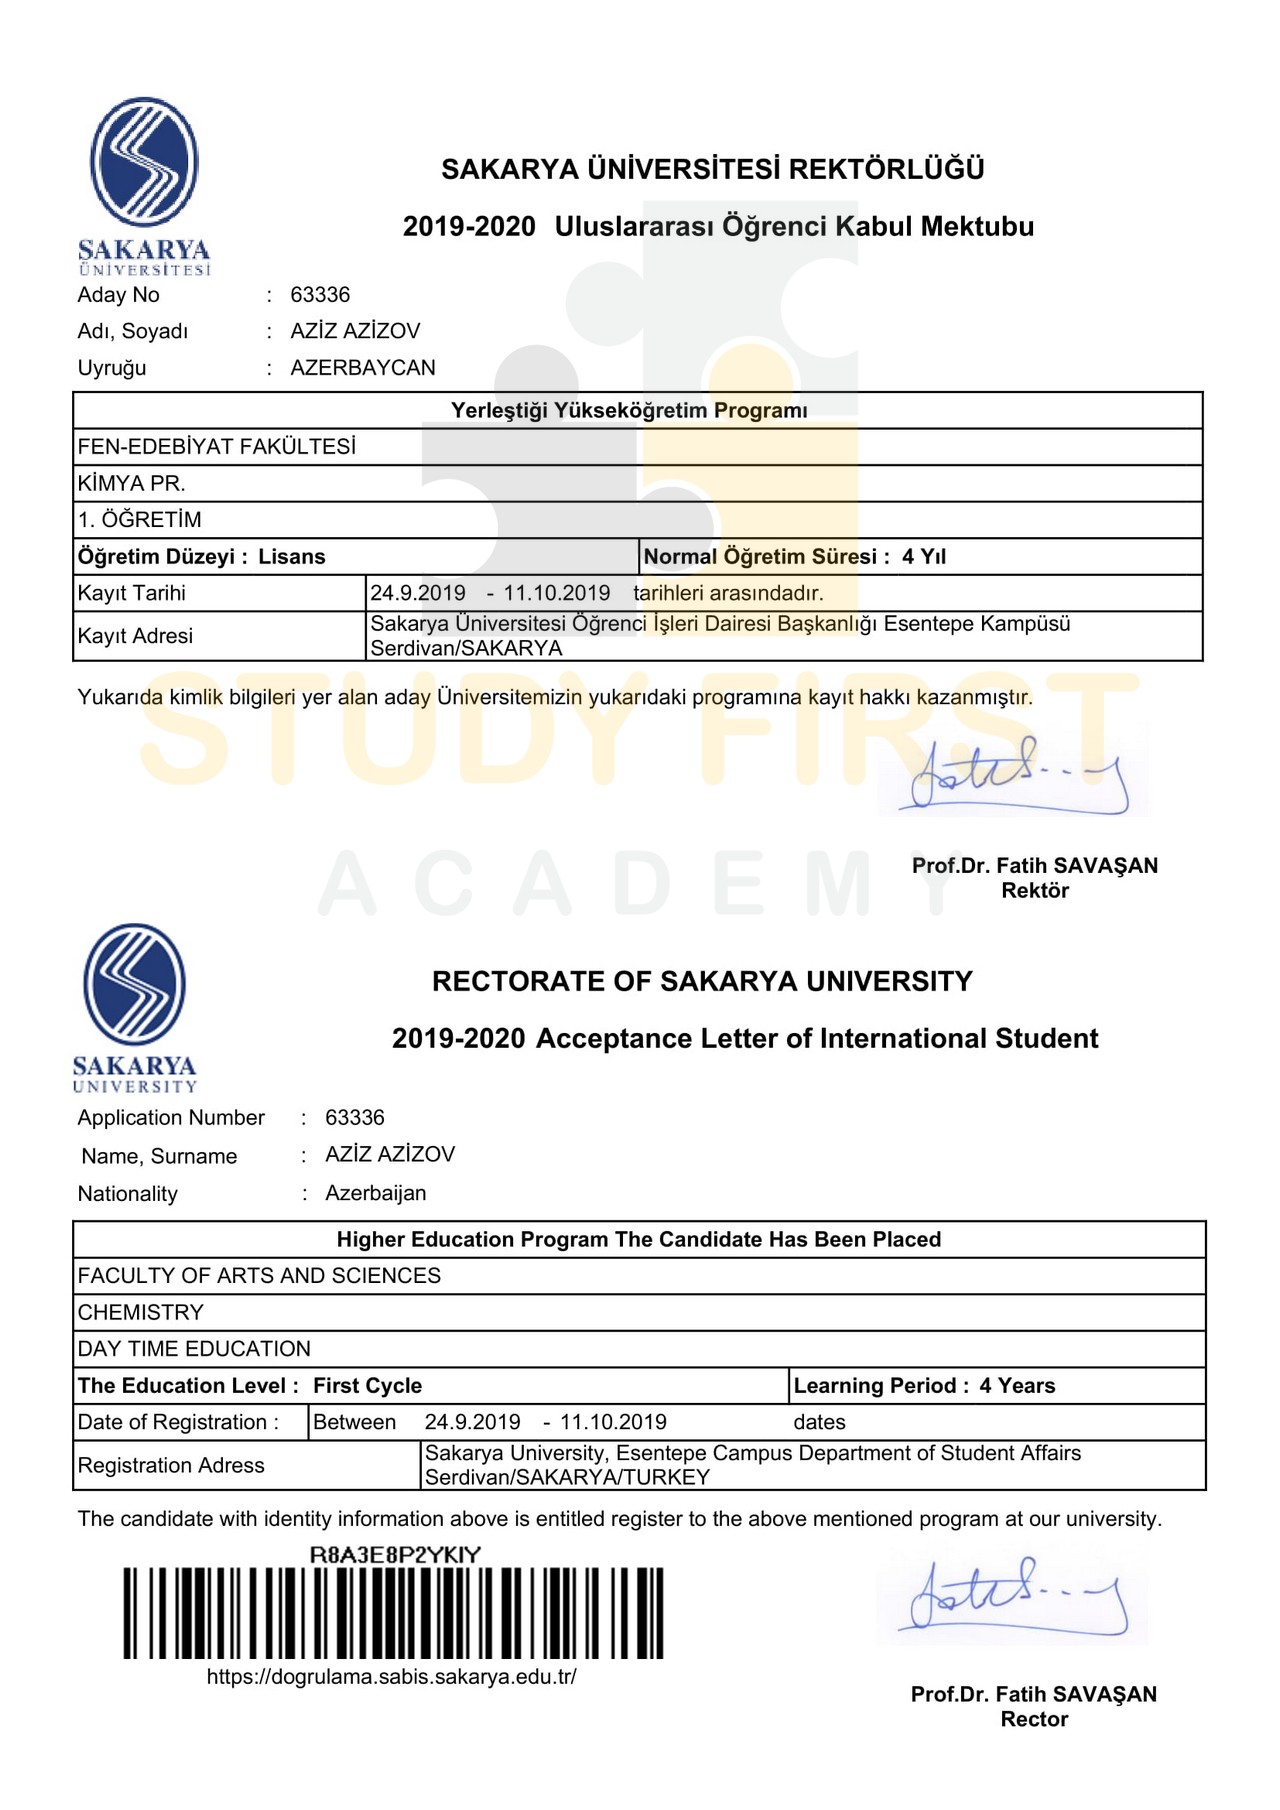 SAKARYA
ÜNİVERSİTESİ
SAKARYA ÜNİVERSİTESİ REKTÖRLÜĞÜ
2019-2020 Uluslararası Öğrenci Kabul Mektubu
Aday No : 63336
Adı, Soyadı : AZİZ AZİZOV
Uyruğu : AZERBAYCAN
Yerleştiği Yükseköğretim Programı
FEN-EDEBİYAT FAKÜLTESİ
KİMYA PR.
1. ÖĞRETİM
Öğretim Düzeyi : Lisans Normal Öğretim Süresi : 4 Yıl
Kayıt Tarihi 24.9.2019 - 11.10.2019 tarihleri arasındadır.
Kayıt Adresi Sakarya Üniversitesi Öğrenci İşleri Dairesi Başkanlığı Esentepe Kampüsü
Serdivan/SAKARYA
Yukarıda kimlik bilgileri yer alan aday Üniversitemizin yukarıdaki programına kayıt hakkı kazanmıştır.
STUDY FIRST
ACADEMY
Prof.Dr. Fatih SAVAŞAN
Rektör
SAKARYA
UNIVERSITY
RECTORATE OF SAKARYA UNIVERSITY
2019-2020 Acceptance Letter of International Student
Application Number : 63336
Name, Surname : AZİZ AZİZOV
Nationality : Azerbaijan
Higher Education Program The Candidate Has Been Placed
FACULTY OF ARTS AND SCIENCES
CHEMISTRY
DAY TIME EDUCATION
The Education Level : First Cycle Learning Period : 4 Years
Date of Registration : Between 24.9.2019 - 11.10.2019 dates
Registration Adress Sakarya University, Esentepe Campus Department of Student Affairs
Serdivan/SAKARYA/TURKEY
The candidate with identity information above is entitled register to the above mentioned program at our university.
R8A3E8P2YKIY
https://dogrulama.sabis.sakarya.edu.tr/
Prof.Dr. Fatih SAVAŞAN
Rector